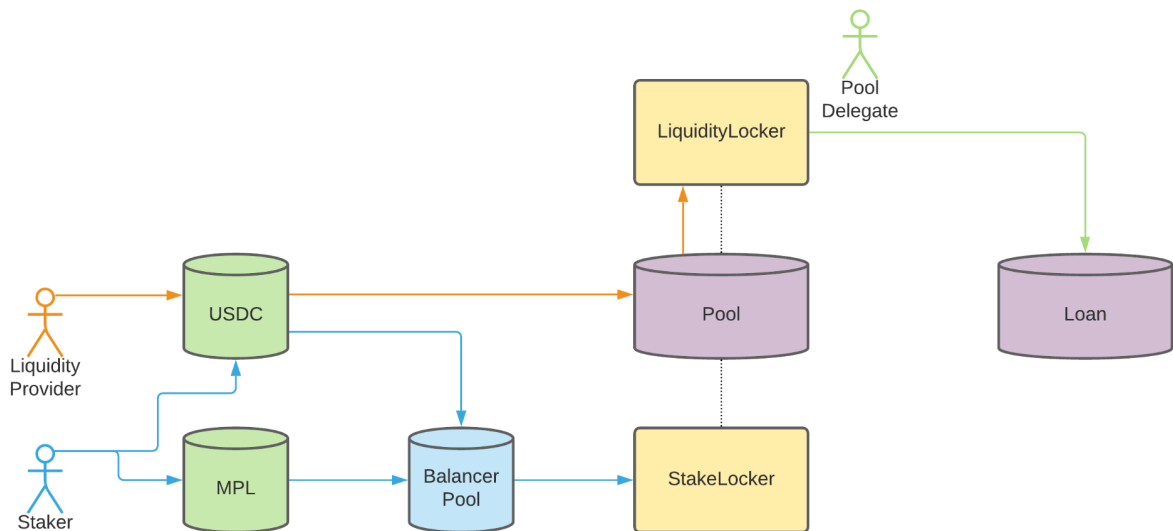 Pool
Delegate
LiquidityLocker
USDC
Pool
Loan
Liquidity
Provider
MPL
Balancer
Pool
StakeLocker
Staker